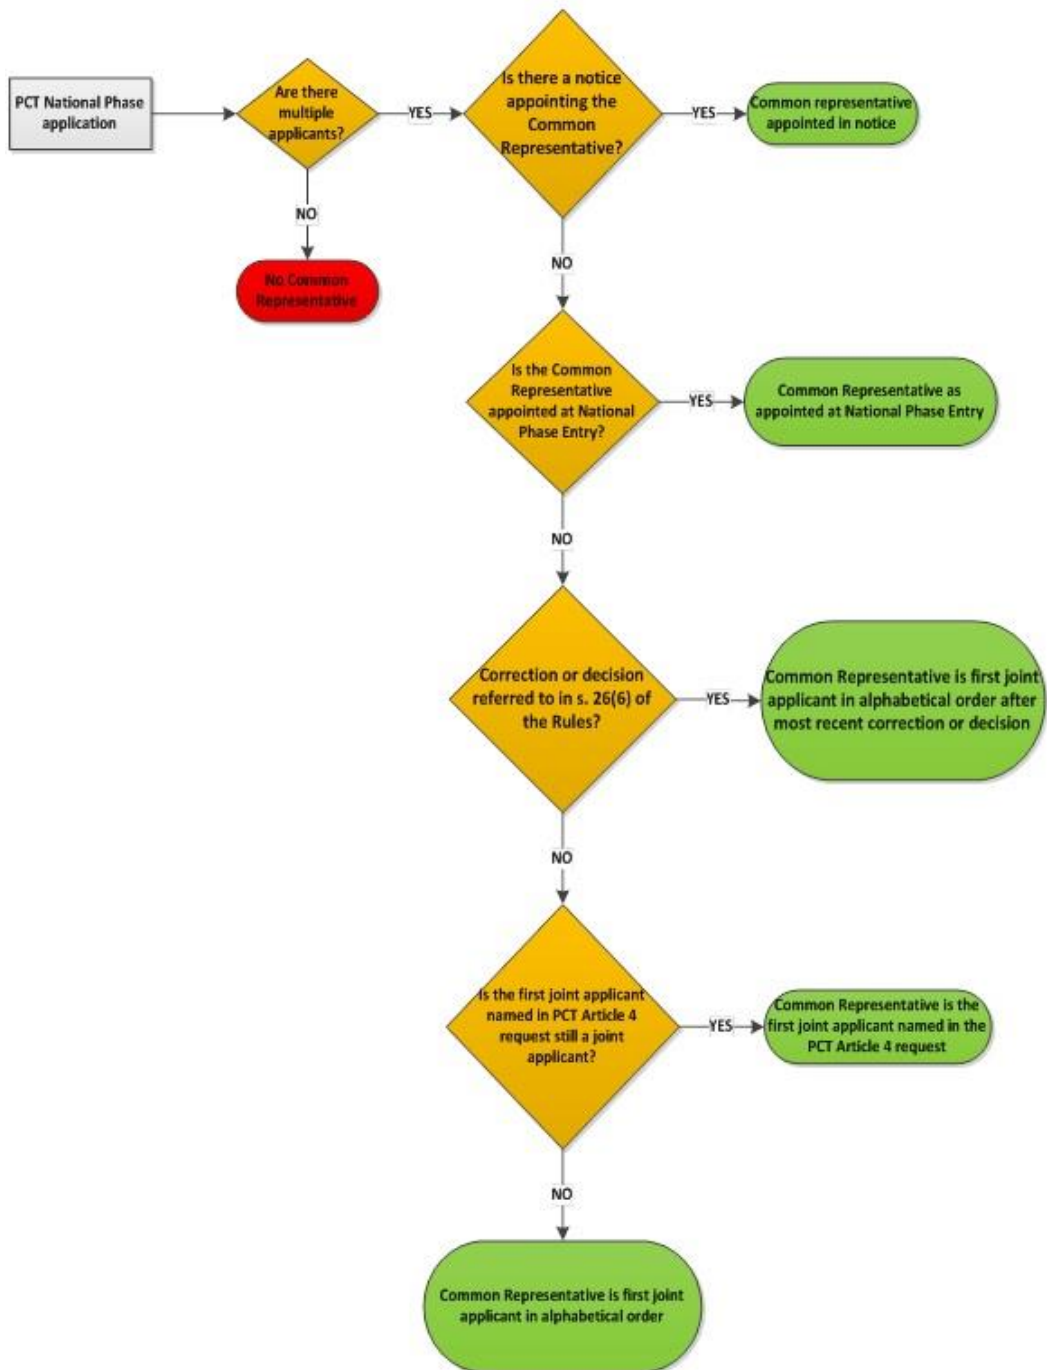 PCT National Phase
application
Are there
multiple
applicants?
YES
Is there a notice
appointing the
Common
Representative?
YES
Common representative
appointed in notice
NO
No Common
Representative
NO
Is the Common
Representative
appointed at National
Phase Entry?
YES
Common Representative as
appointed at National Phase Entry
NO
Correction or decision
referred to in s. 26(6) of
the Rules?
YES
Common Representative is first joint
applicant in alphabetical order after
most recent correction or decision
NO
Is the first joint applicant
named in PCT Article 4
request still a joint
applicant?
YES
Common Representative is the
first joint applicant named in the
PCT Article 4 request
NO
Common Representative is first joint
applicant in alphabetical order